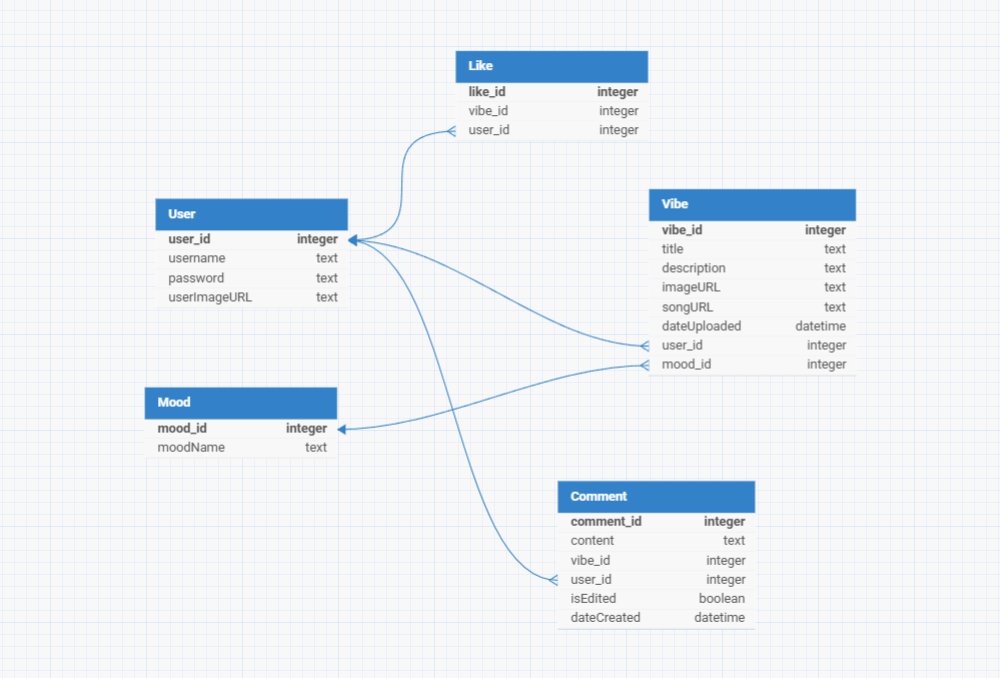 Like
like_id integer
vibe_id integer
user_id integer
User
user_id integer
username text
password text
userImageURL text
Vibe
vibe_id integer
title text
description text
imageURL text
songURL text
dateUploaded datetime
user_id integer
mood_id integer
Mood
mood_id integer
moodName text
Comment
comment_id integer
content text
vibe_id integer
user_id integer
isEdited boolean
dateCreated datetime